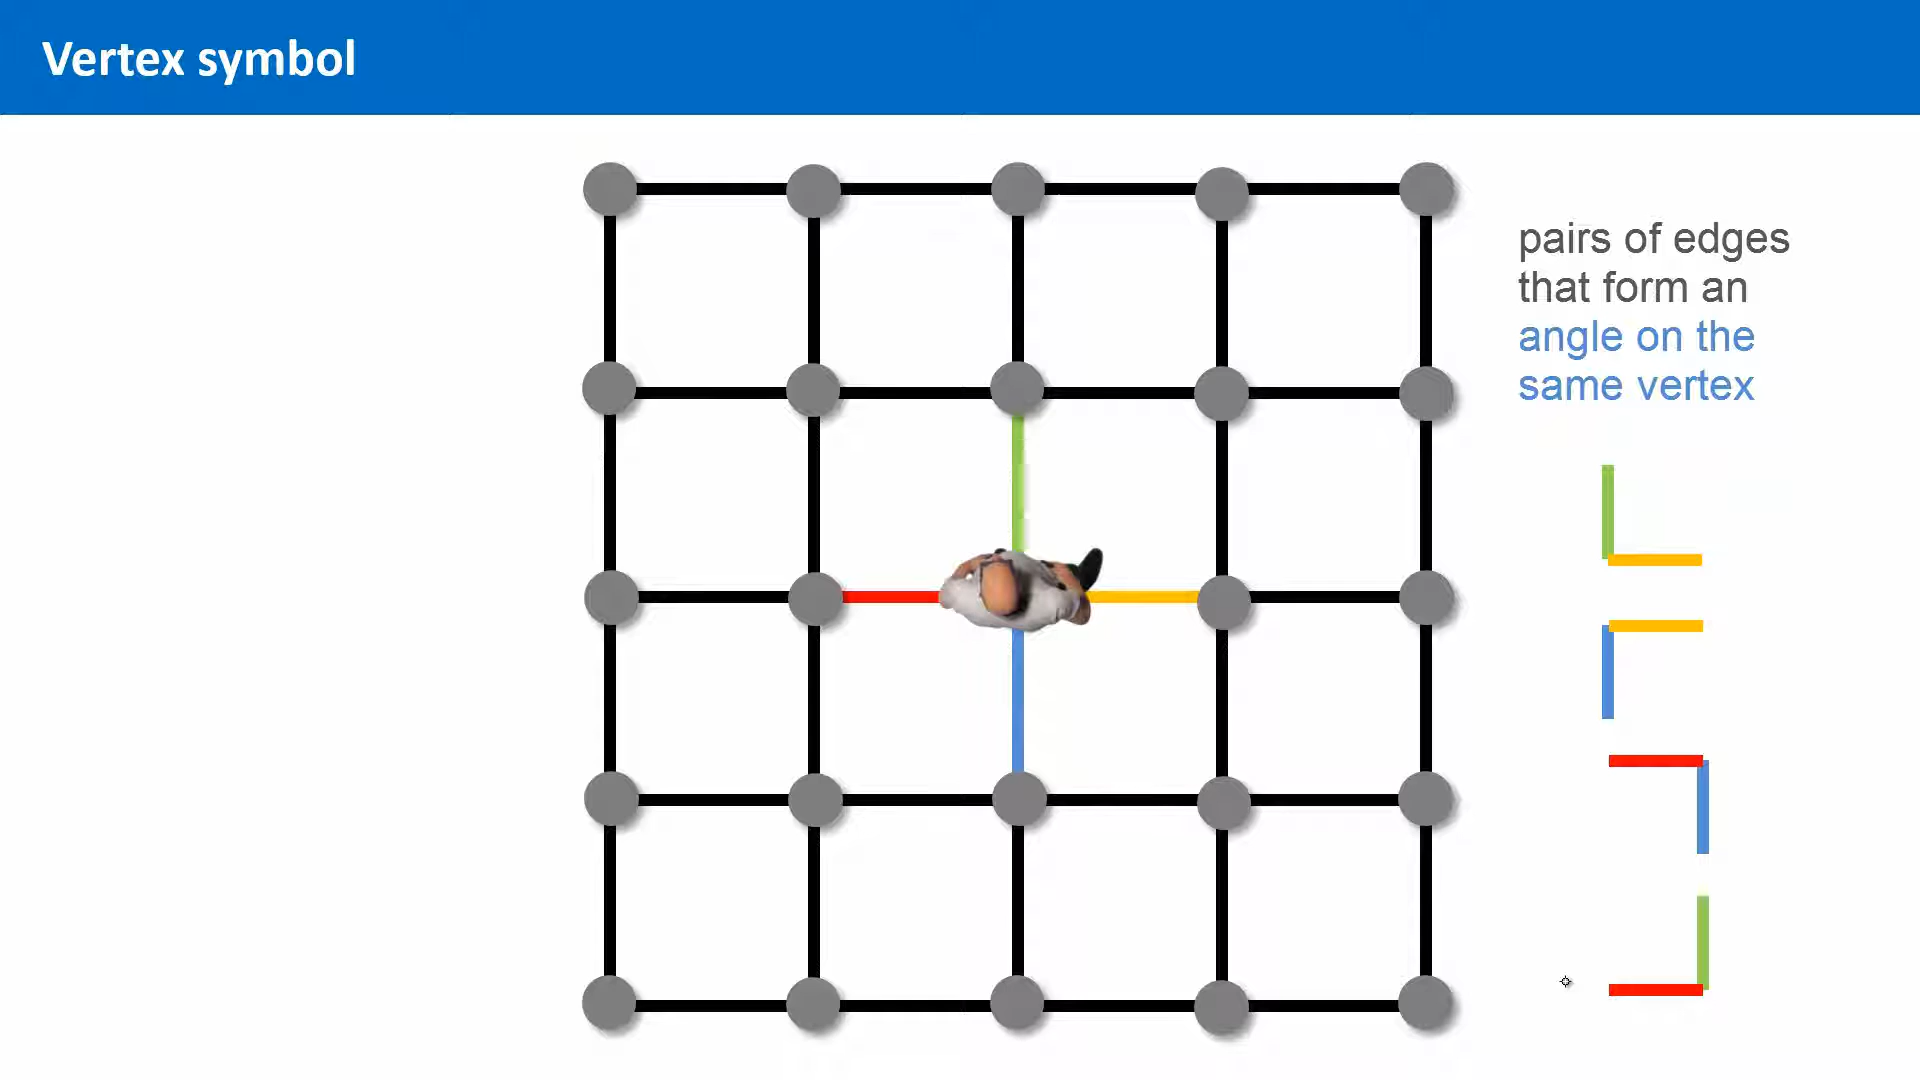 Vertex symbol
pairs of edges
that form an
angle on the
same vertex